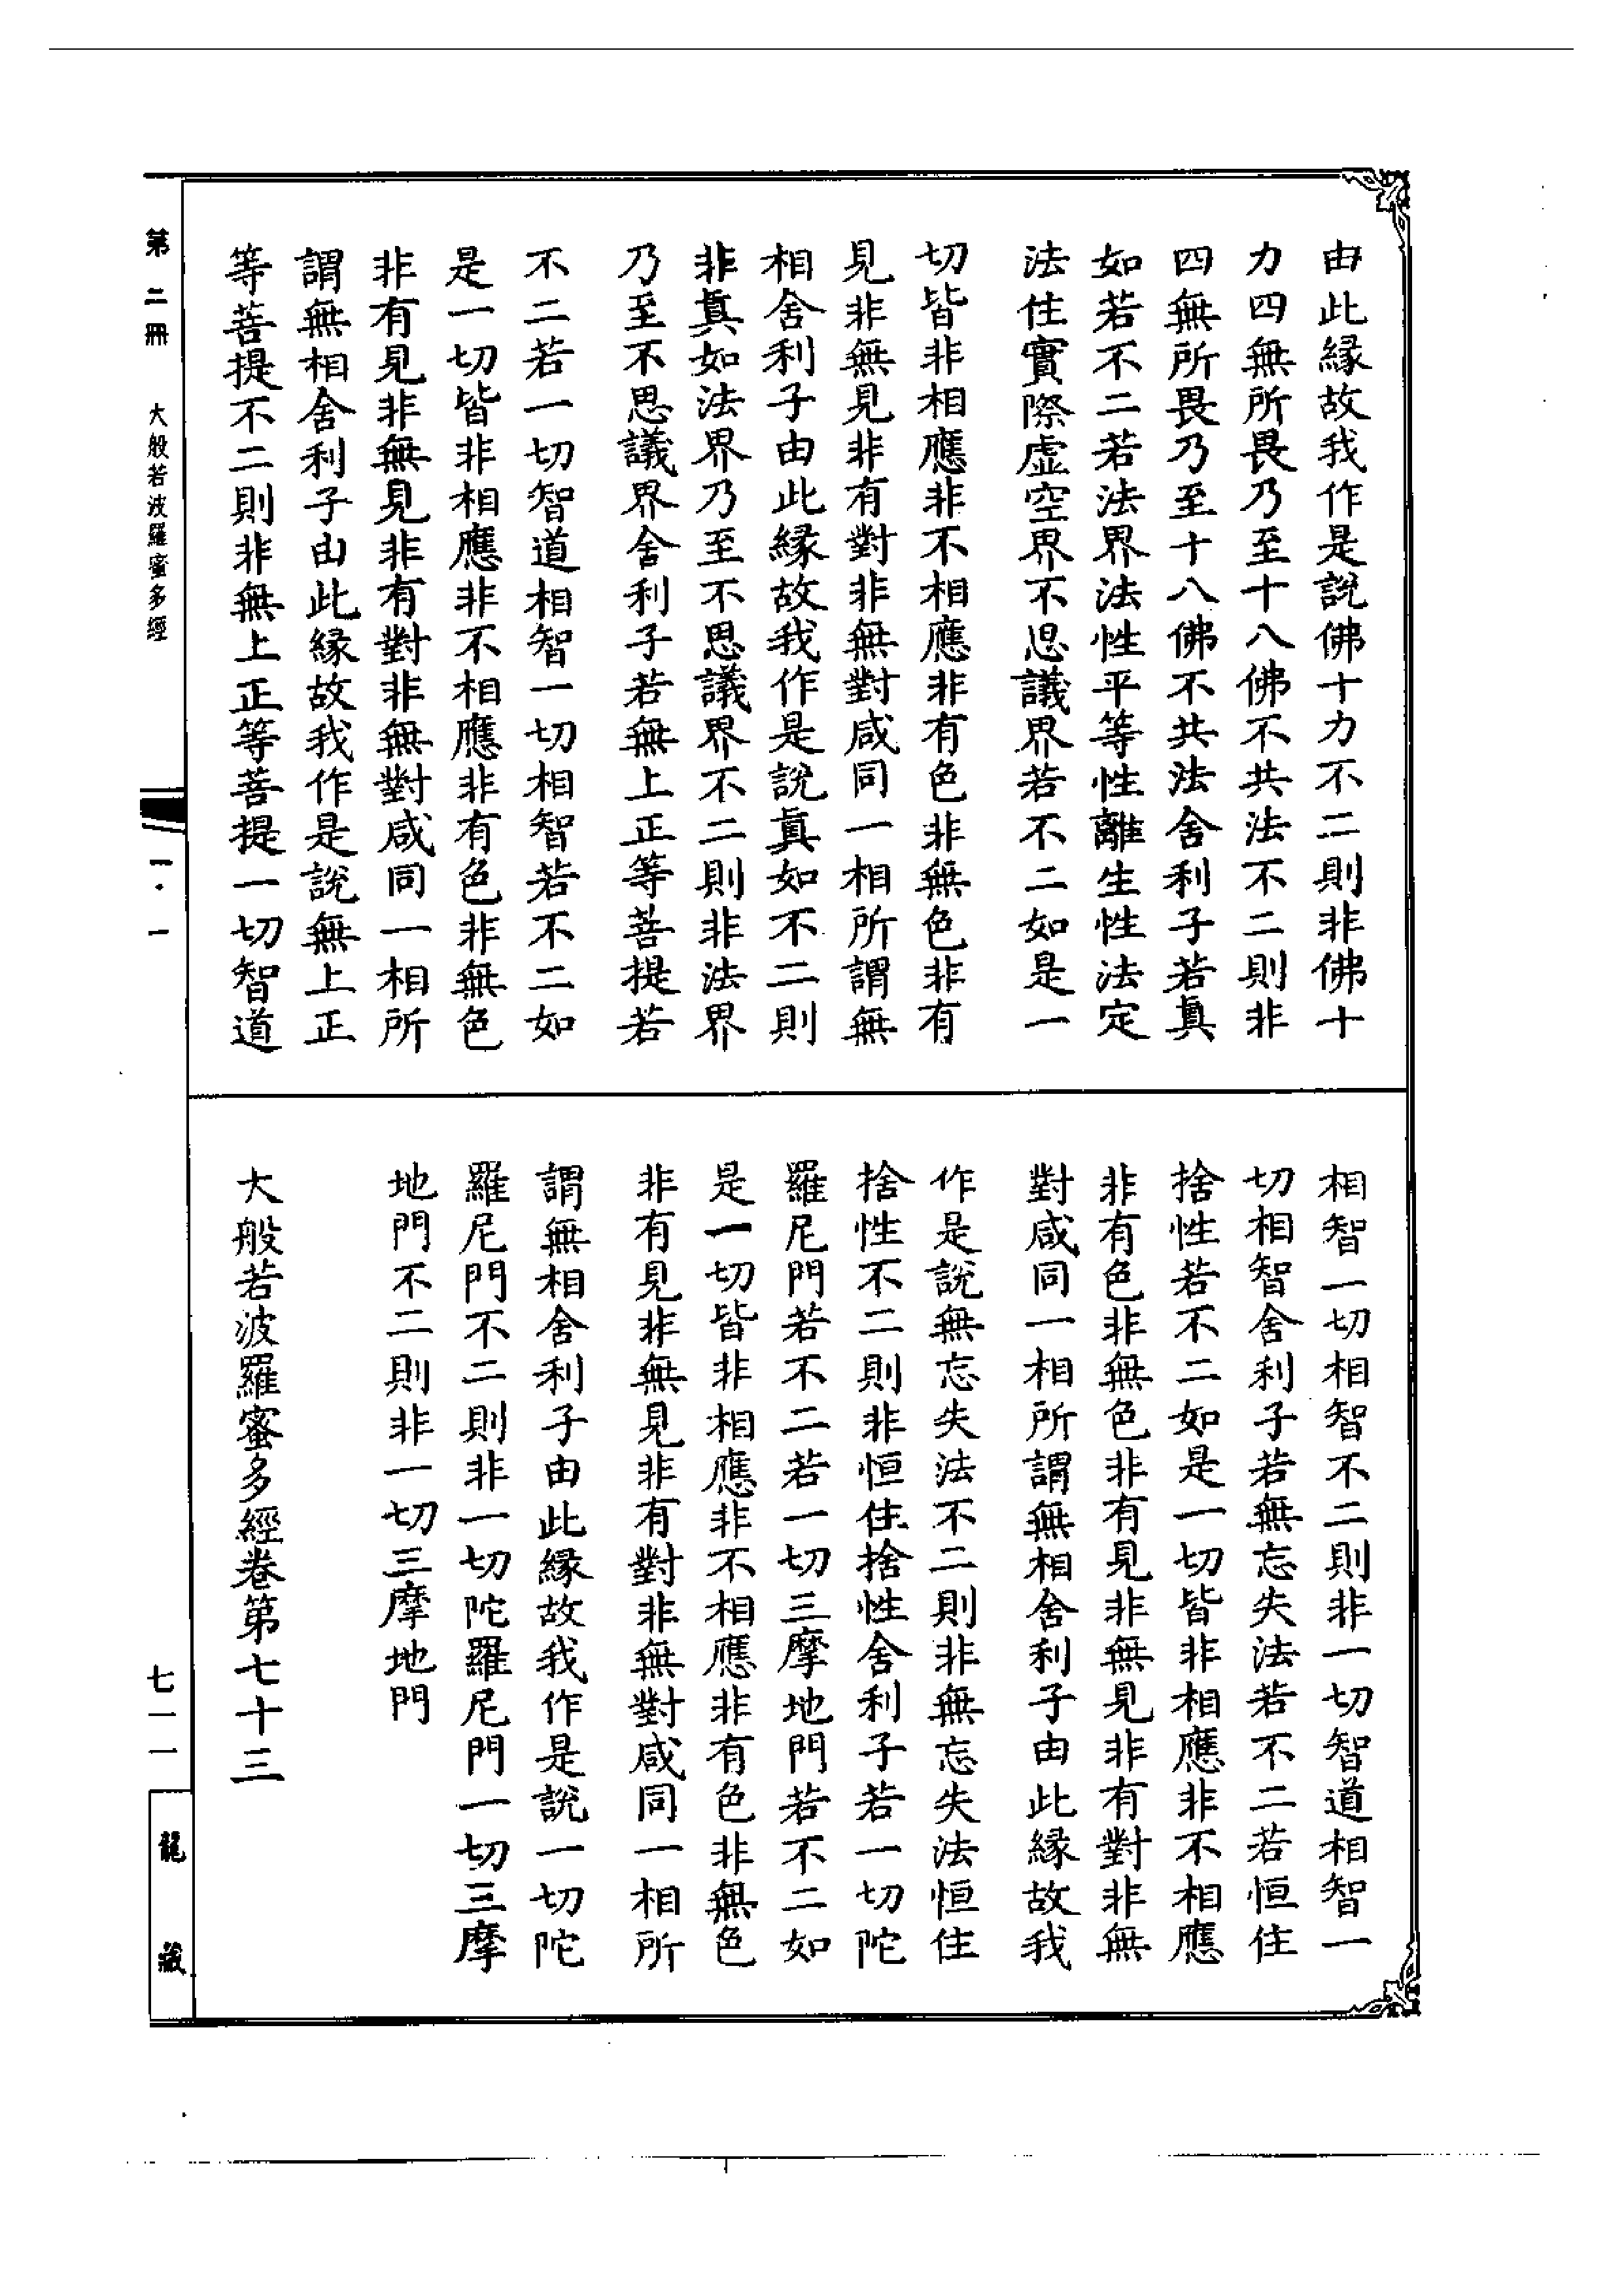 由此緣故我作是說佛十力不二則非佛十
力四無所畏乃至十八佛不共法不二則非
四無所畏乃至十八佛不共法舍利子若真
如若不二若法界法性平等性離生性法定
法住實際虛空界不思議界若不二如是一
切皆非相應非不相應非有色非無色非有
見非無見非有對非無對咸同一相所謂無
相舍利子由此緣故我作是說真如不二則
非真如法界乃至不思議界不二則非法界
乃至不思議界舍利子若無上正等菩提若
不二若一切智道相智一切相智若不二如
是一切皆非相應非不相應非有色非無色
非有見非無見非有對非無對咸同一相所
謂無相舍利子由此緣故我作是說無上正
等菩提不二則非無上正等菩提一切智道
相智一切相智不二則非一切智道相智一
切相智舍利子若無忘失法若不二若恒住
捨性若不二如是一切皆非相應非不相應
非有色非無色非有見非無見非有對非無
對咸同一相所謂無相舍利子由此緣故我
作是說無忘失法不二則非無忘失法恒住
捨性不二則非恒住捨性舍利子若一切陀
羅尼門若不二若一切三摩地門若不二如
是一切皆非相應非不相應非有色非無色
非有見非無見非有對非無對咸同一相所
謂無相舍利子由此緣故我作是說一切陀
羅尼門不二則非一切陀羅尼門一切三摩
地門不二則非一切三摩地門
大般若波羅蜜多經卷第七十三
第二冊 大般若波羅蜜多經 一·一 七一一 龍藏